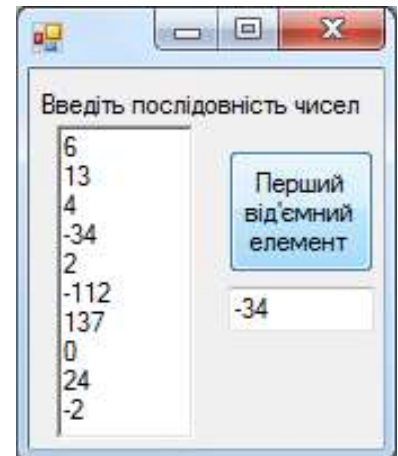 Введіть послідовність чисел
6
13
4
-34
2
-112
137
0
24
-2
Перший
від'ємний
елемент
-34